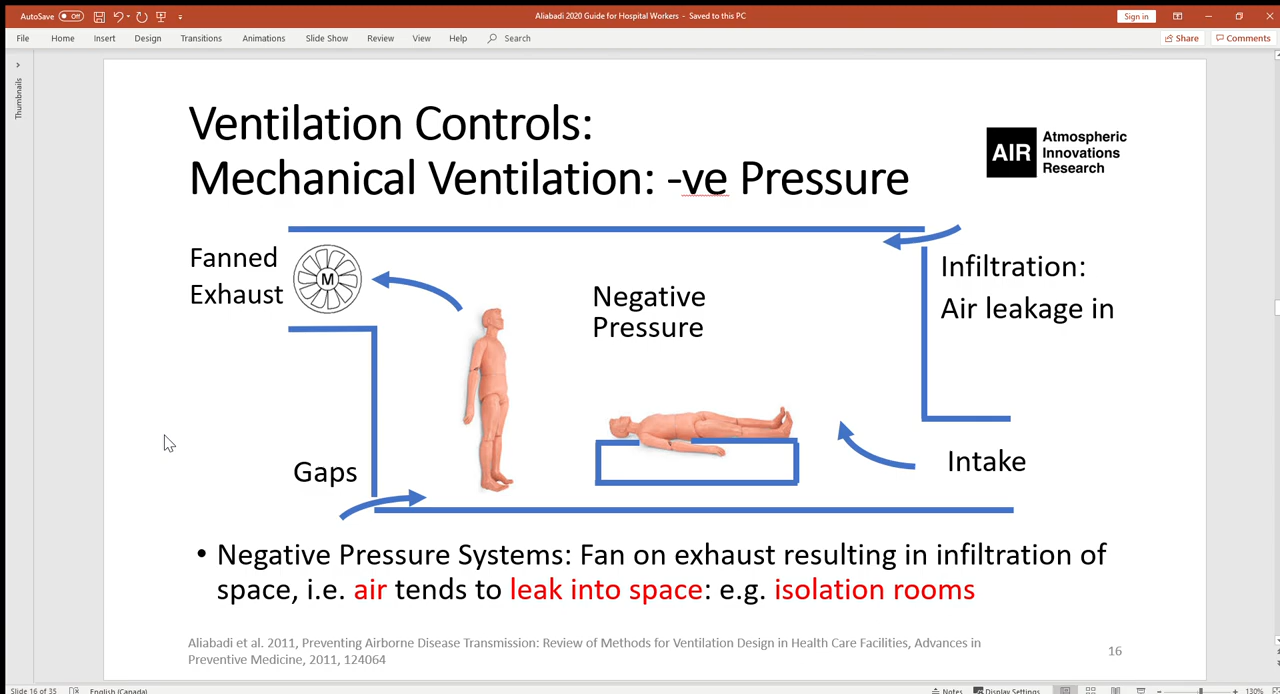 AutoSave Off
Aliabadi 2020 Guide for Hospital Workers - Saved to this PC
Sign in
File Home Insert Design Transitions Animations Slide Show Review View Help Search
Share Comments
Thumbnails
Ventilation Controls:
Mechanical Ventilation: -ve Pressure
AIR
Atmospheric
Innovations
Research
Fanned
Exhaust
M
Negative
Pressure
Infiltration:
Air leakage in
Gaps
Intake
• Negative Pressure Systems: Fan on exhaust resulting in infiltration of
space, i.e. air tends to leak into space: e.g. isolation rooms
Aliabadi et al. 2011, Preventing Airborne Disease Transmission: Review of Methods for Ventilation Design in Health Care Facilities, Advances in
Preventive Medicine, 2011, 124064
16
Slide 16 of 35 English (Canada) Notes Display Settings 130%